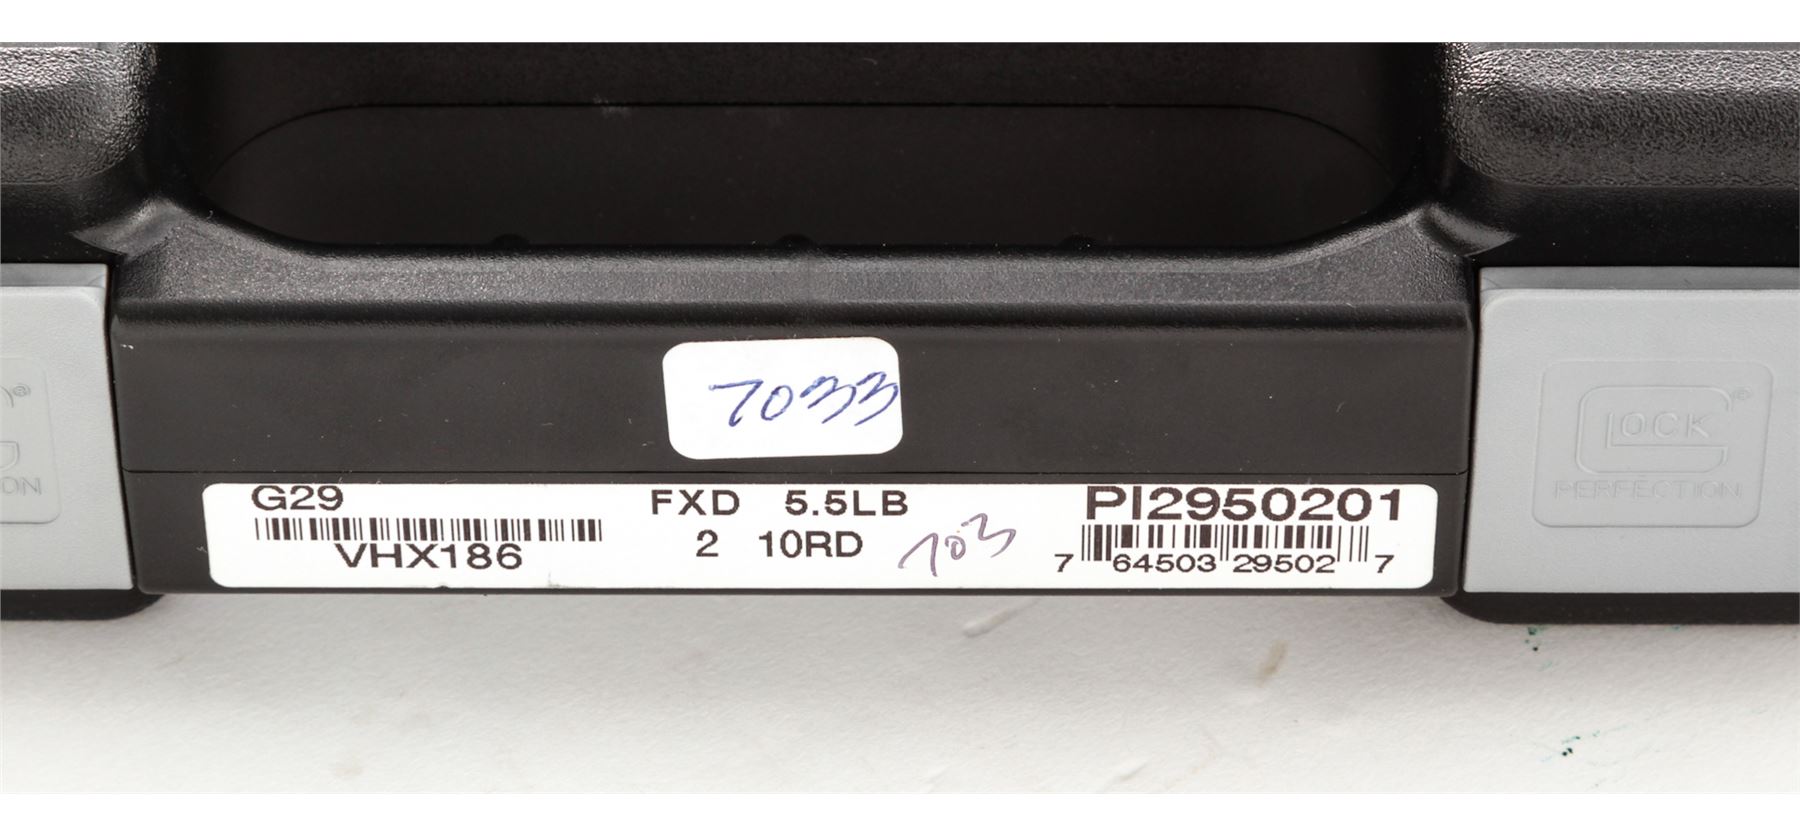 7033
G29
VHX186
FXD 5.5LB
2 10RD
703
PI2950201
7 64503 29502 7
GLOCK
PERFECTION